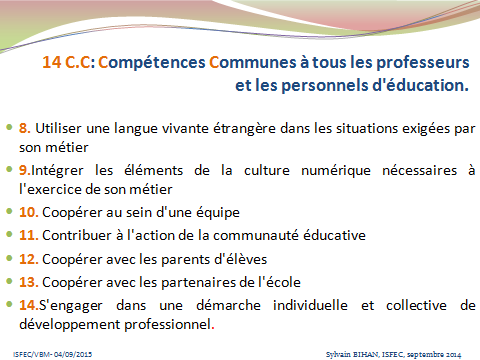 14 C.C: Compétences Communes à tous les professeurs
et les personnels d'éducation.
8. Utiliser une langue vivante étrangère dans les situations exigées par
son métier
9.Intégrer les éléments de la culture numérique nécessaires à
l'exercice de son métier
10. Coopérer au sein d'une équipe
11. Contribuer à l'action de la communauté éducative
12. Coopérer avec les parents d'élèves
13. Coopérer avec les partenaires de l'école
14.S'engager dans une démarche individuelle et collective de
développement professionnel.
ISFEC/VBM- 04/09/2015 Sylvain BIHAN, ISFEC, septembre 2014